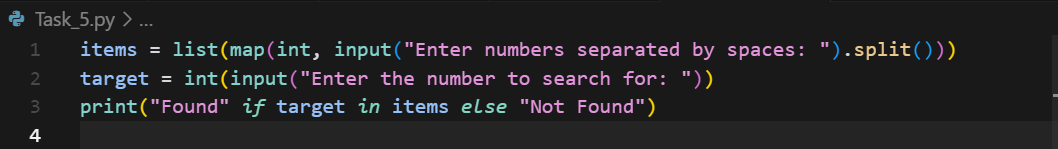 Task_5.py > ...
1 items = list(map(int, input("Enter numbers separated by spaces: ").split()))
2 target = int(input("Enter the number to search for: "))
3 print("Found" if target in items else "Not Found")
4